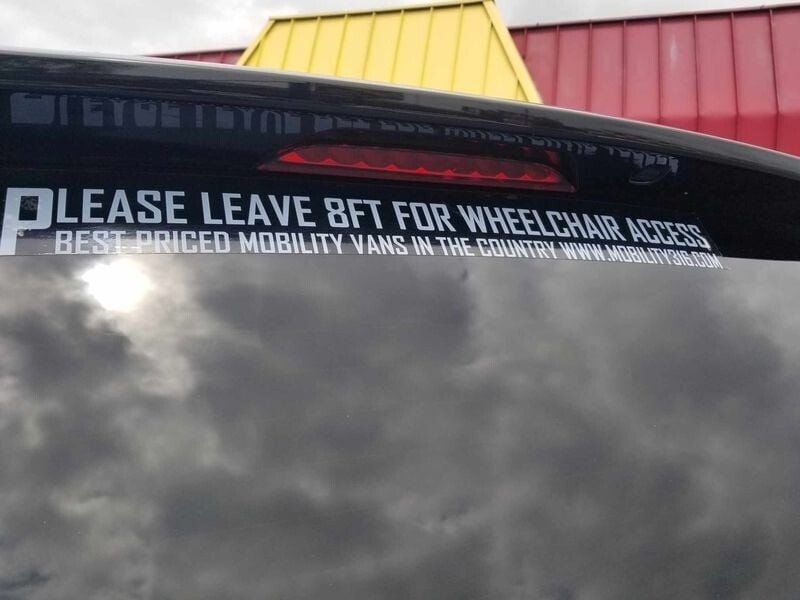 PLEASE LEAVE 8FT FOR WHEELCHAIR ACCESS
BEST PRICED MOBILITY VANS IN THE COUNTRY WWW.MOBILITY316.COM